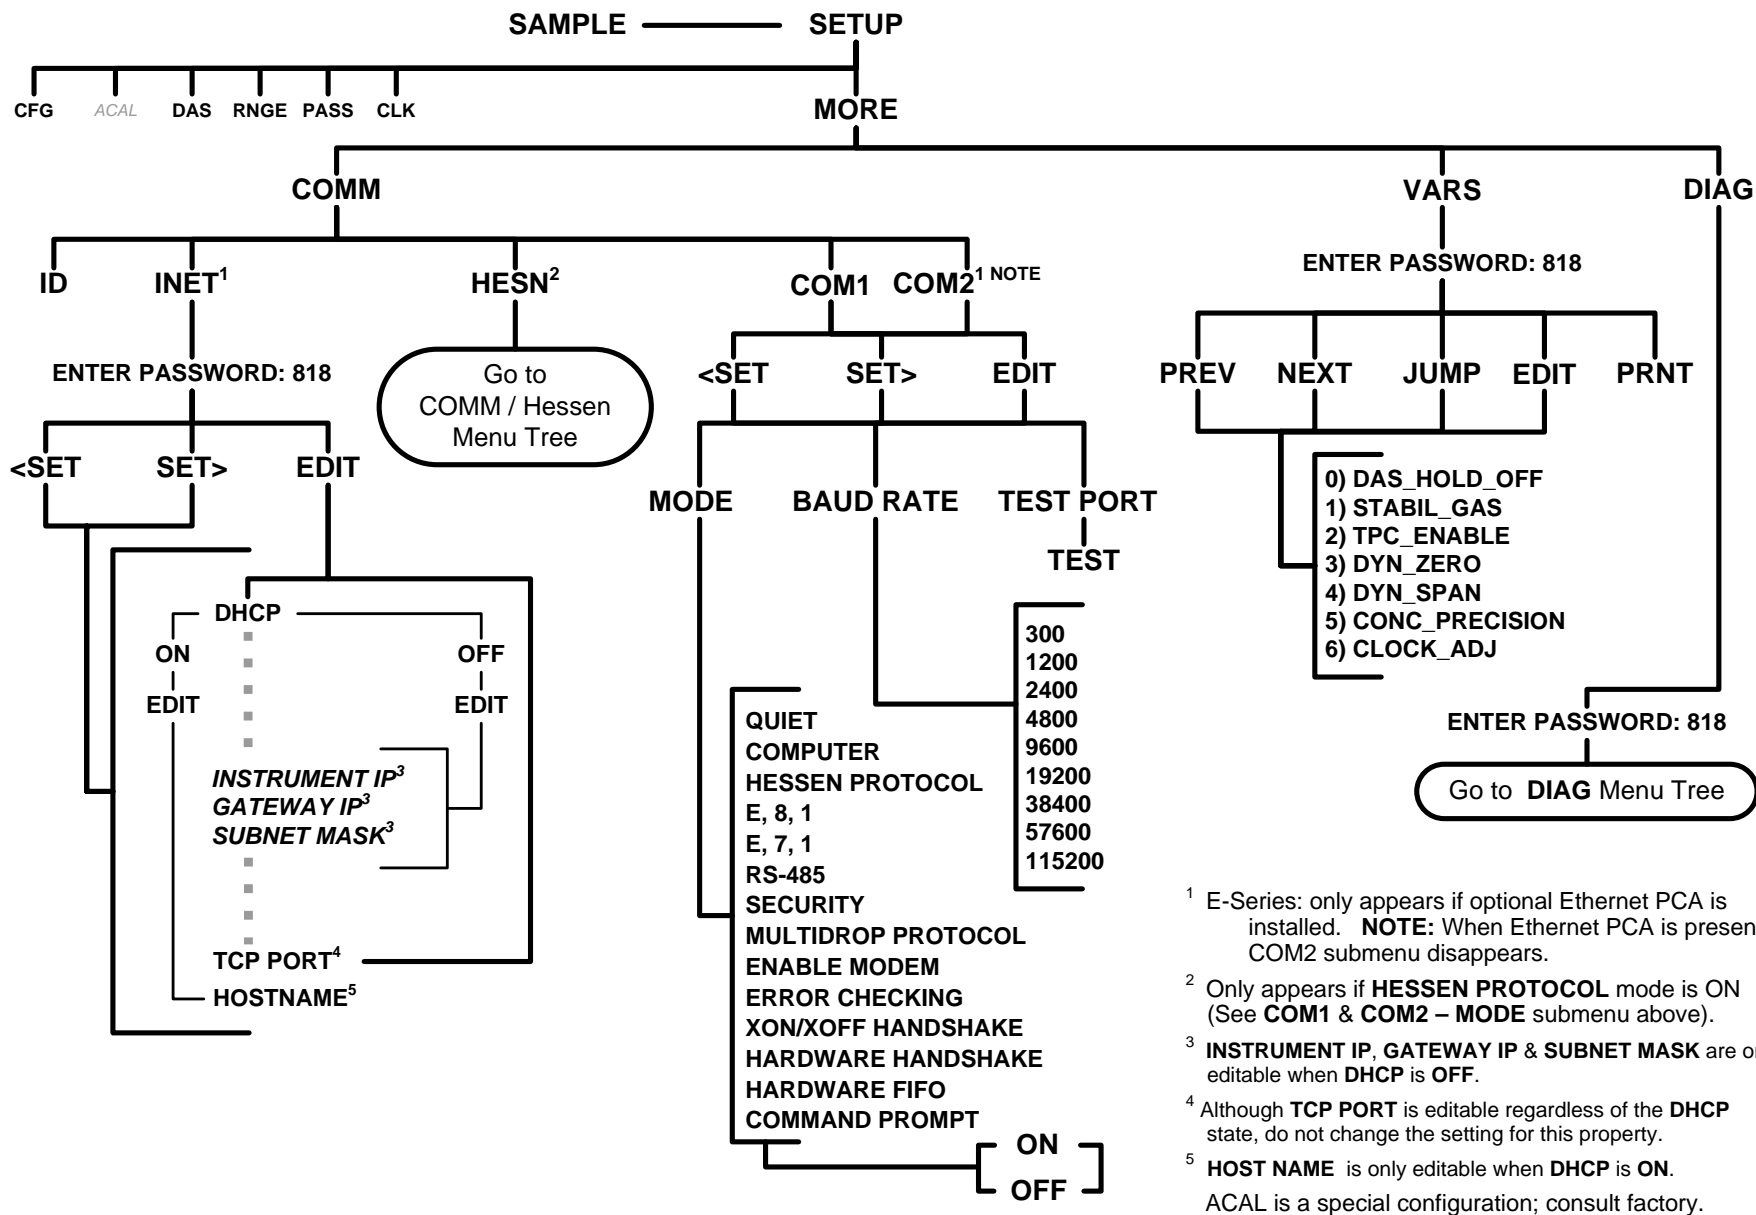 SAMPLE SETUP
CFG ACAL DAS RNGE PASS CLK
MORE
COMM VARS DIAG
ID INET¹ HESN² COM1 COM2¹ ᴺᴼᵀᴱ
ENTER PASSWORD: 818
<SET SET> EDIT
DHCP
ON OFF
EDIT EDIT
INSTRUMENT IP³
GATEWAY IP³
SUBNET MASK³
TCP PORT⁴
HOSTNAME⁵
Go to
COMM / Hessen
Menu Tree
<SET SET> EDIT
MODE BAUD RATE TEST PORT
TEST
300
1200
2400
4800
9600
19200
38400
57600
115200
QUIET
COMPUTER
HESSEN PROTOCOL
E, 8, 1
E, 7, 1
RS-485
SECURITY
MULTIDROP PROTOCOL
ENABLE MODEM
ERROR CHECKING
XON/XOFF HANDSHAKE
HARDWARE HANDSHAKE
HARDWARE FIFO
COMMAND PROMPT
ON
OFF
ENTER PASSWORD: 818
PREV NEXT JUMP EDIT PRNT
0) DAS_HOLD_OFF
1) STABIL_GAS
2) TPC_ENABLE
3) DYN_ZERO
4) DYN_SPAN
5) CONC_PRECISION
6) CLOCK_ADJ
ENTER PASSWORD: 818
Go to DIAG Menu Tree
¹ E-Series: only appears if optional Ethernet PCA is
installed. NOTE: When Ethernet PCA is presen
COM2 submenu disappears.
² Only appears if HESSEN PROTOCOL mode is ON
(See COM1 & COM2 – MODE submenu above).
³ INSTRUMENT IP, GATEWAY IP & SUBNET MASK are
editable when DHCP is OFF.
⁴ Although TCP PORT is editable regardless of the DHCP
state, do not change the setting for this property.
⁵ HOST NAME is only editable when DHCP is ON.
ACAL is a special configuration; consult factory.